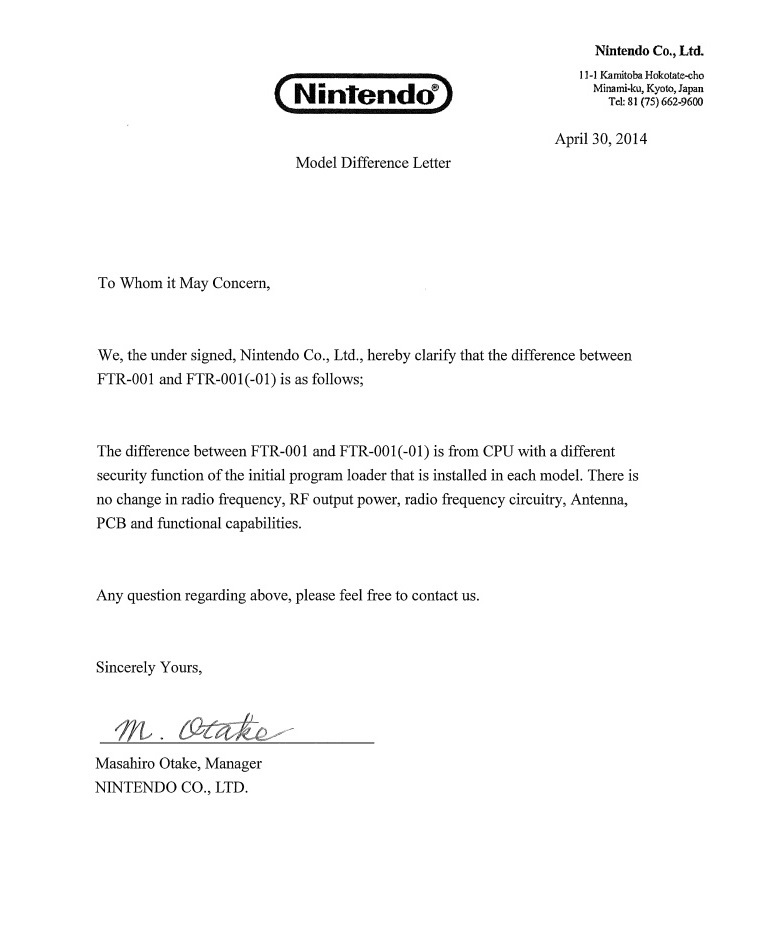 Nintendo Co., Ltd.
11-1 Kamitoba Hokotate-cho
Minami-ku, Kyoto, Japan
Tel: 81 (75) 662-9600
Nintendo®
April 30, 2014
Model Difference Letter
To Whom it May Concern,
We, the under signed, Nintendo Co., Ltd., hereby clarify that the difference between
FTR-001 and FTR-001(-01) is as follows;
The difference between FTR-001 and FTR-001(-01) is from CPU with a different
security function of the initial program loader that is installed in each model. There is
no change in radio frequency, RF output power, radio frequency circuitry, Antenna,
PCB and functional capabilities.
Any question regarding above, please feel free to contact us.
Sincerely Yours,
M. Otake
Masahiro Otake, Manager
NINTENDO CO., LTD.